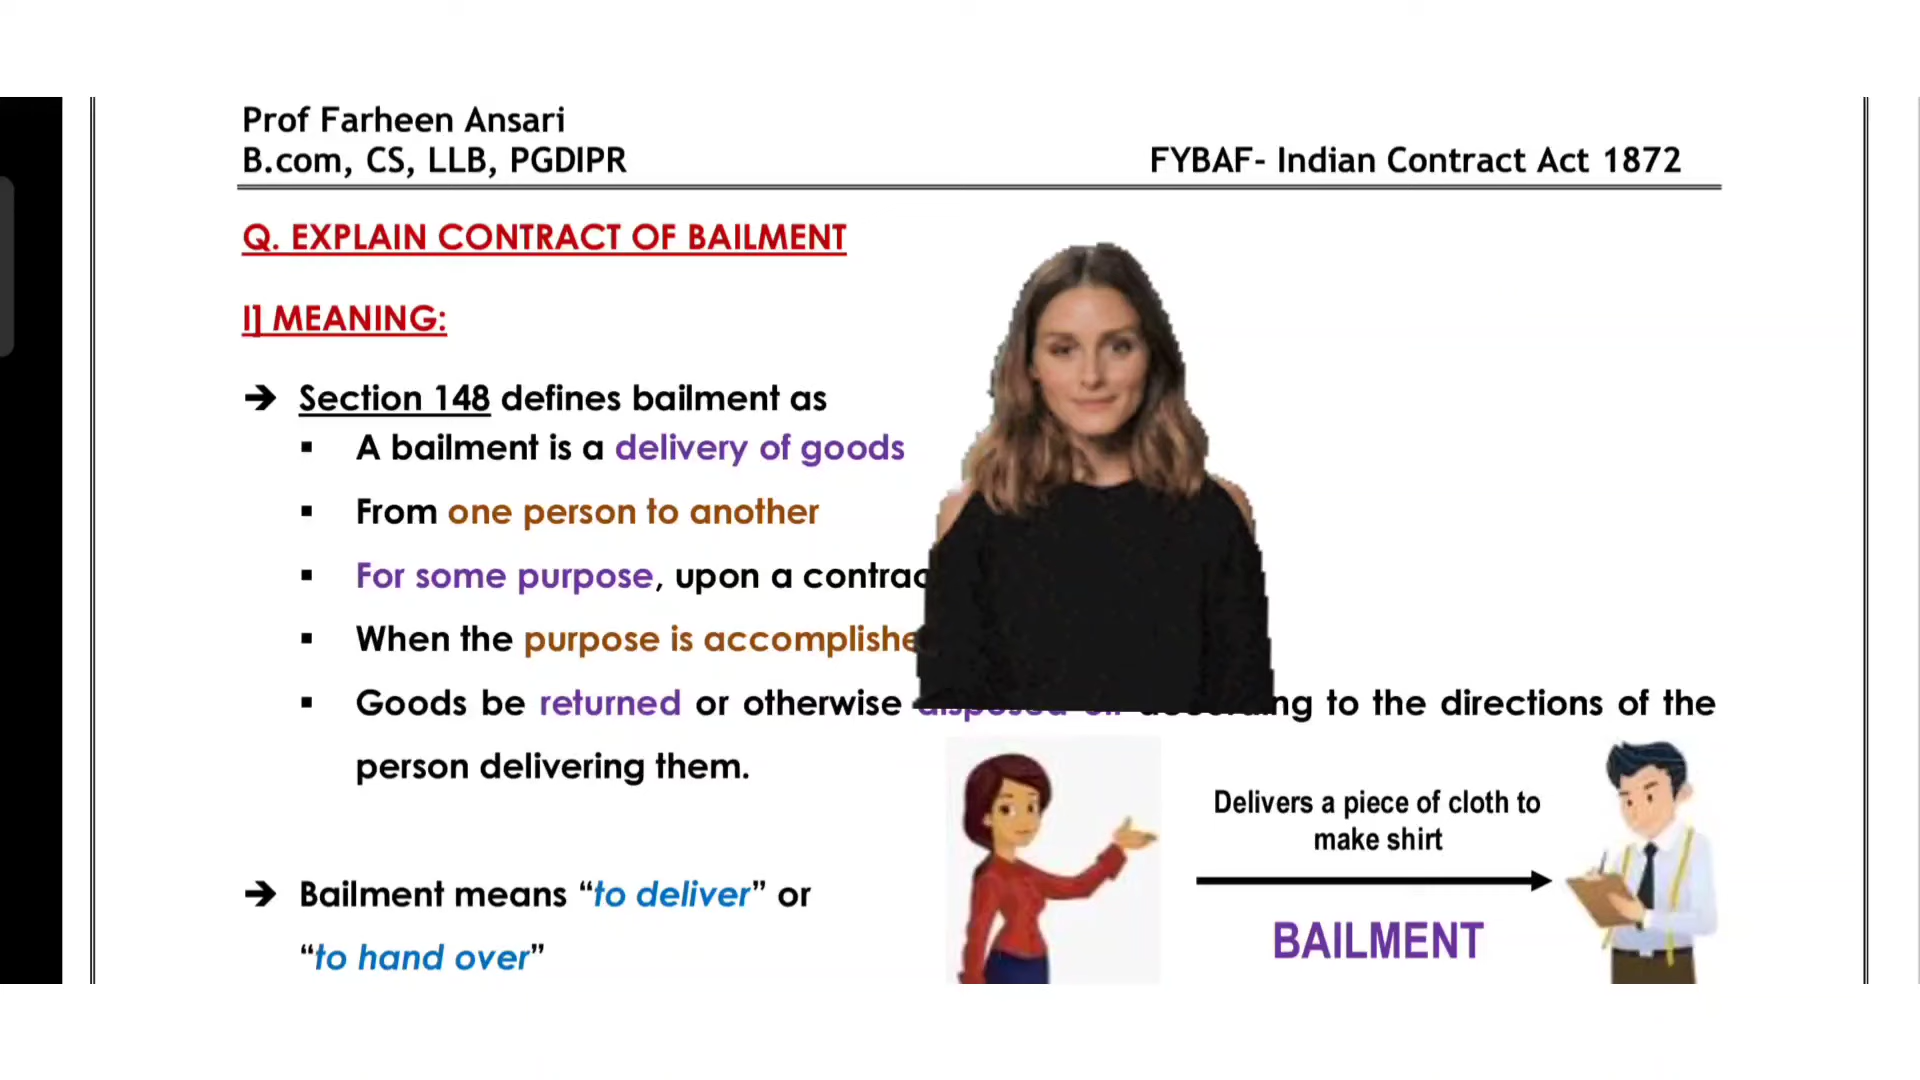 Prof Farheen Ansari
B.com, CS, LLB, PGDIPR
FYBAF- Indian Contract Act 1872
Q. EXPLAIN CONTRACT OF BAILMENT
I] MEANING:
➔ Section 148 defines bailment as
▪ A bailment is a delivery of goods
▪ From one person to another
▪ For some purpose, upon a
▪ When the purpose is
▪ Goods be returned or otherwise to the directions of the
person delivering them.
Delivers a piece of cloth to
make shirt
➔ Bailment means “to deliver” or
“to hand over”
BAILMENT